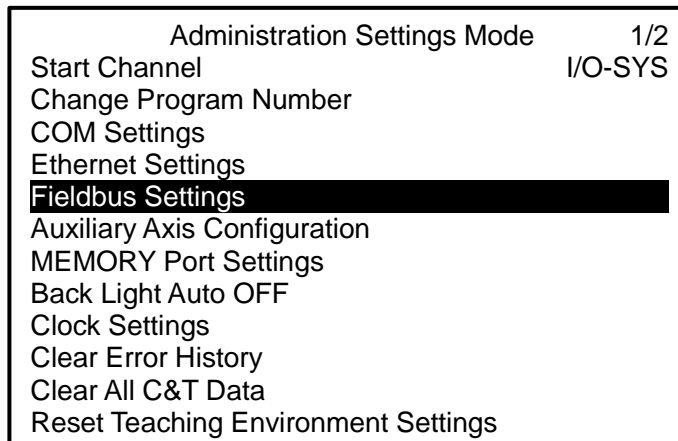 Administration Settings Mode 1/2
Start Channel I/O-SYS
Change Program Number
COM Settings
Ethernet Settings
Fieldbus Settings
Auxiliary Axis Configuration
MEMORY Port Settings
Back Light Auto OFF
Clock Settings
Clear Error History
Clear All C&T Data
Reset Teaching Environment Settings